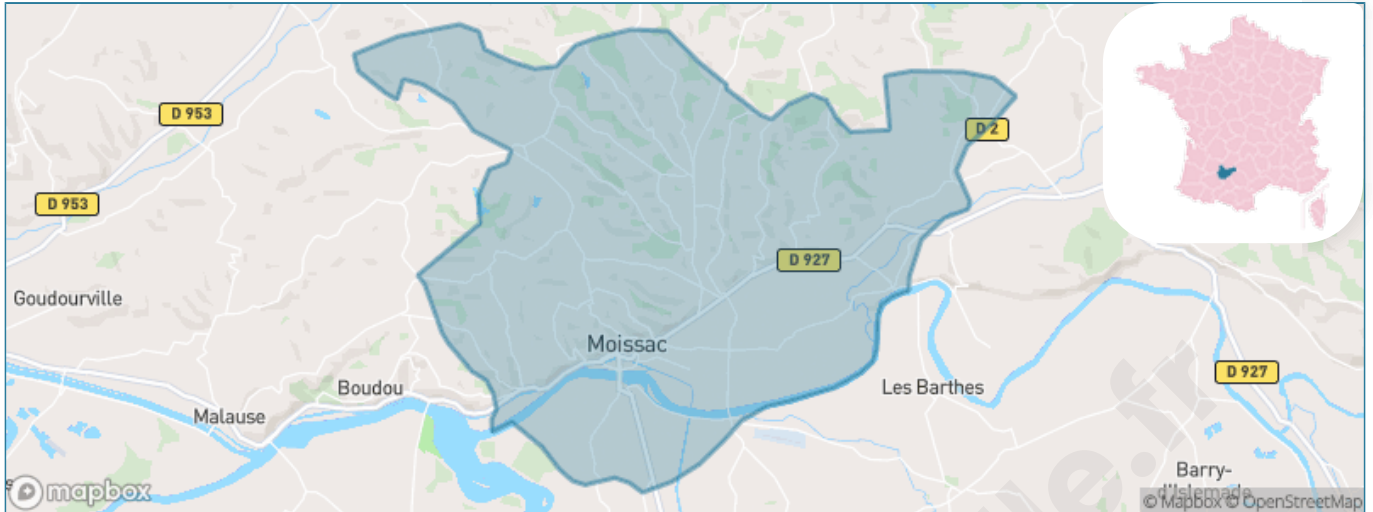 D 953
D 2
D 953
D 927
Goudourville
Moissac
Boudou
Les Barthes
D 927
Malause
Barry-
d'Islemade
mapbox
© Mapbox © OpenStreetMap